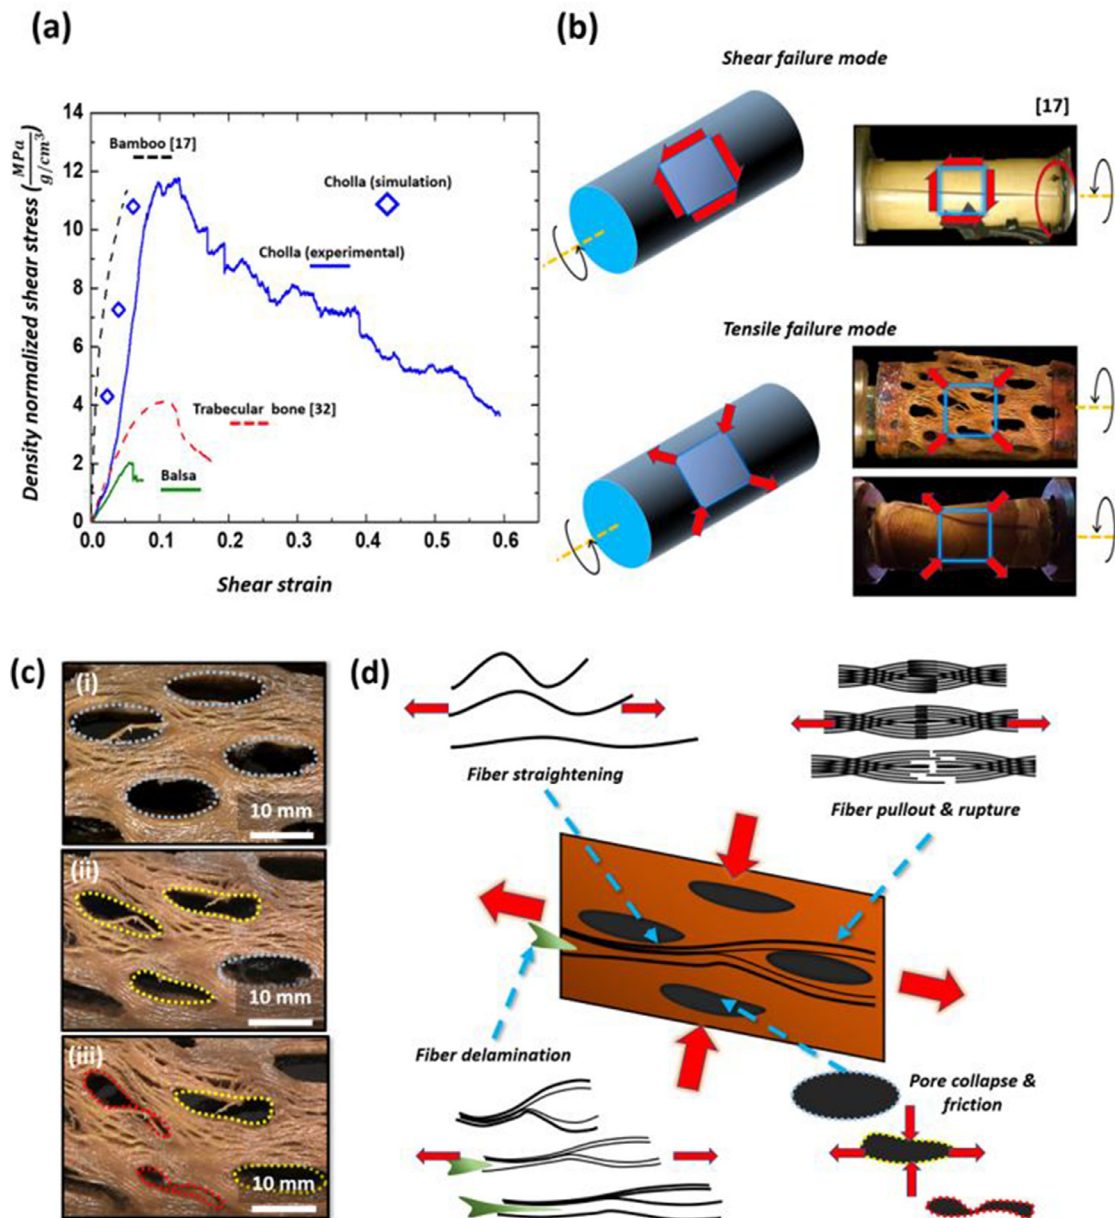 (a)
Density normalized shear stress (MPa / g/cm³)
14
12
10
8
6
4
2
0
0.0 0.1 0.2 0.3 0.4 0.5 0.6
Shear strain
Bamboo [17]
Cholla (simulation)
Cholla (experimental)
Trabecular bone [32]
Balsa
(b)
Shear failure mode
[17]
Tensile failure mode
(c)
(i)
10 mm
(ii)
10 mm
(iii)
10 mm
(d)
Fiber straightening
Fiber pullout & rupture
Fiber delamination
Pore collapse &
friction